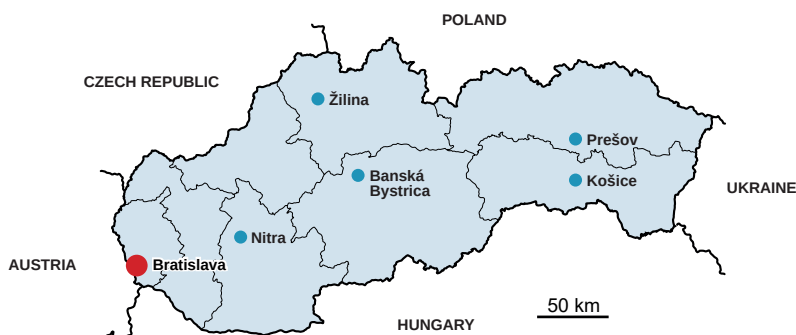 POLAND
CZECH REPUBLIC
Žilina
Prešov
Banská
Bystrica
Košice
UKRAINE
Nitra
AUSTRIA
Bratislava
50 km
HUNGARY